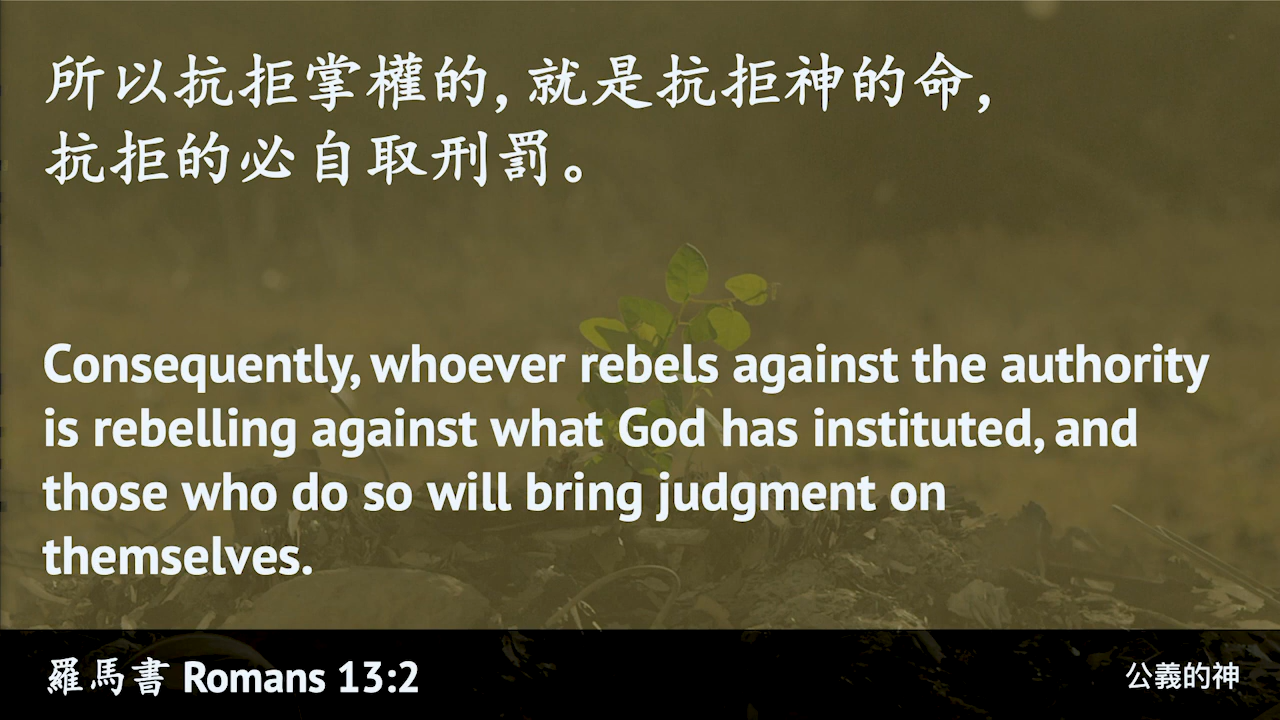 所以抗拒掌權的, 就是抗拒神的命,
抗拒的必自取刑罰。
Consequently, whoever rebels against the authority
is rebelling against what God has instituted, and
those who do so will bring judgment on
themselves.
羅馬書 Romans 13:2
公義的神